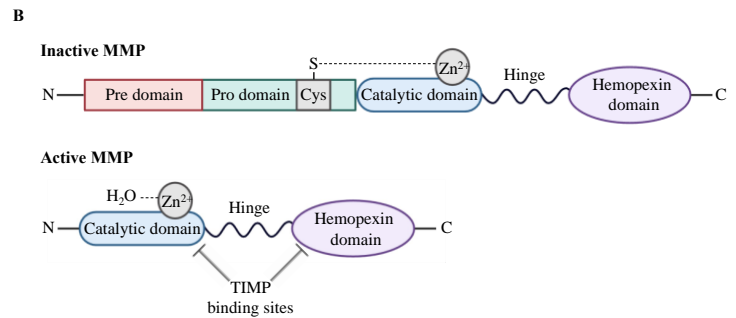 B
Inactive MMP
S
Zn2+
Hinge
N
Pre domain
Pro domain
Cys
Catalytic domain
Hemopexin
domain
C
Active MMP
H2O
Zn2+
Hinge
N
Catalytic domain
Hemopexin
domain
C
TIMP
binding sites